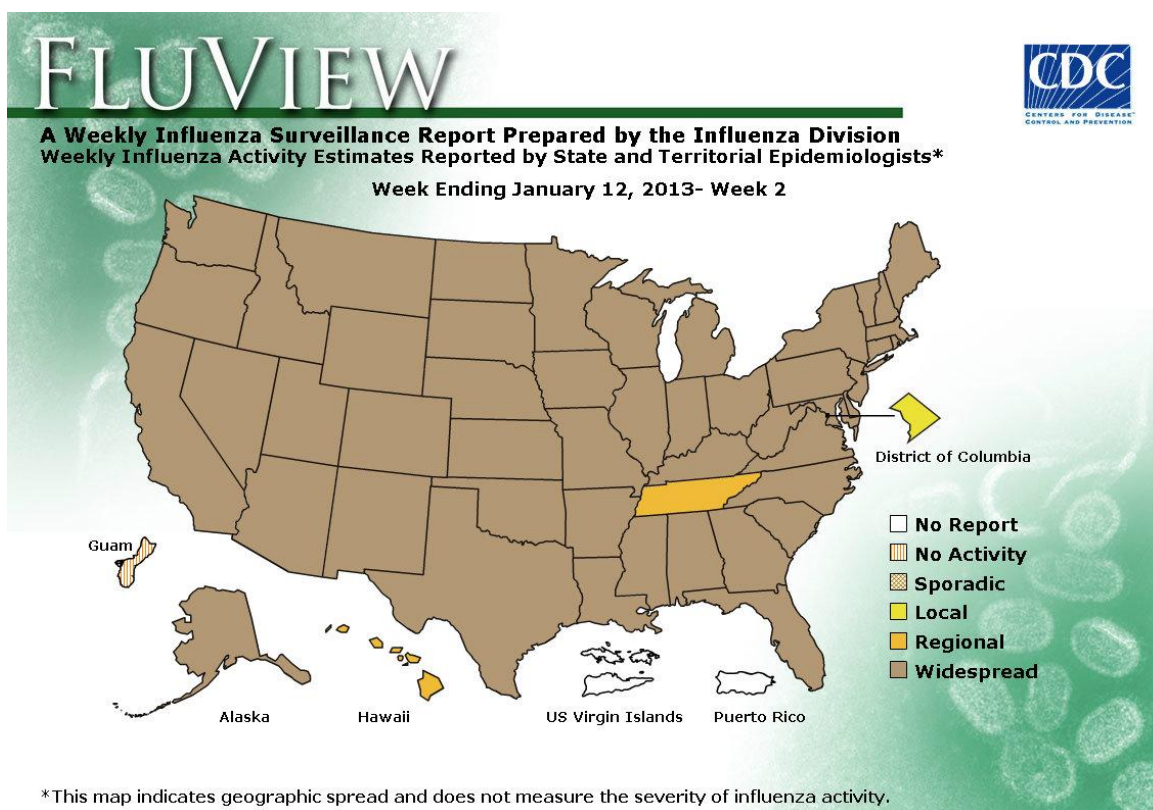 FLUVIEW
CDC
CENTERS FOR DISEASE
CONTROL AND PREVENTION
A Weekly Influenza Surveillance Report Prepared by the Influenza Division
Weekly Influenza Activity Estimates Reported by State and Territorial Epidemiologists*
Week Ending January 12, 2013- Week 2
District of Columbia
No Report
Guam
No Activity
Sporadic
Local
Regional
Widespread
Alaska
Hawaii
US Virgin Islands
Puerto Rico
*This map indicates geographic spread and does not measure the severity of influenza activity.